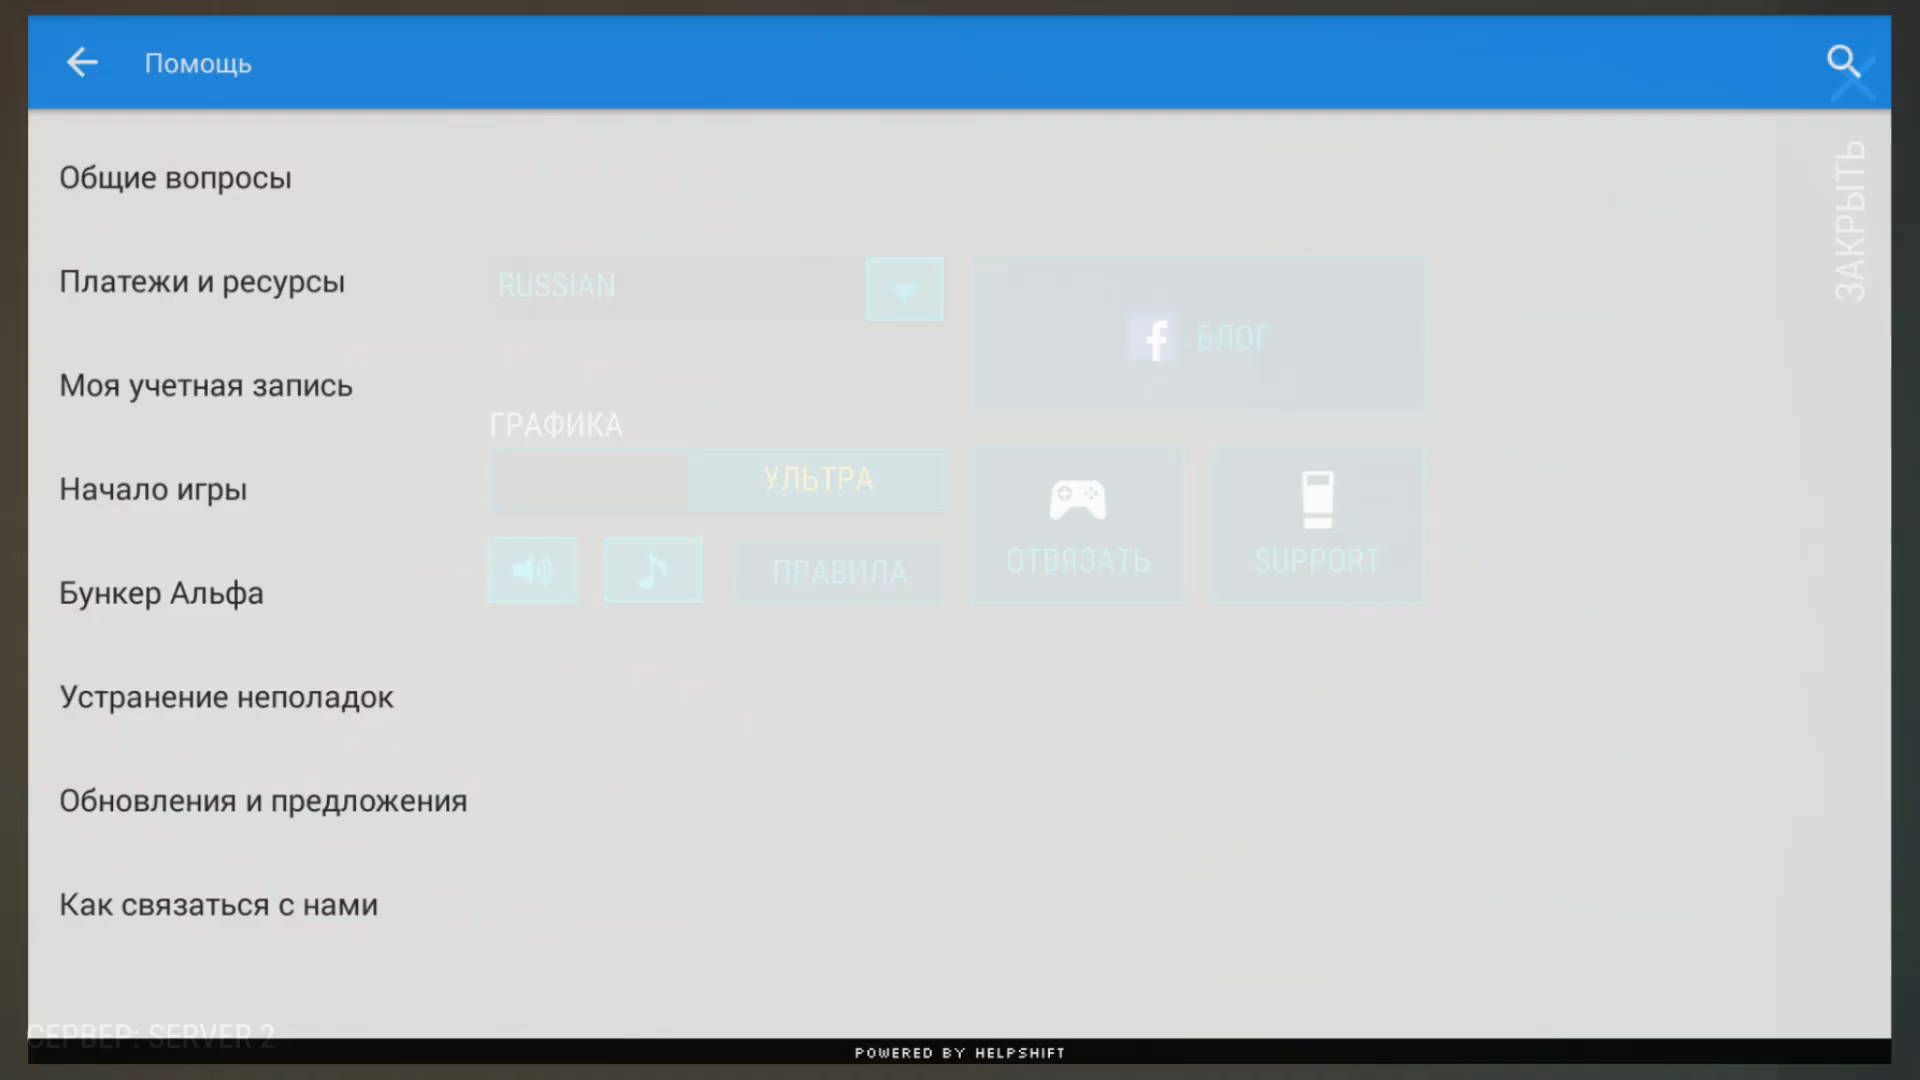 Помощь
ЗАКРЫТЬ
Общие вопросы
Платежи и ресурсы
RUSSIAN
БЛОГ
Моя учетная запись
ГРАФИКА
УЛЬТРА
Начало игры
ПРАВИЛА
ОТВЯЗАТЬ
SUPPORT
Бункер Альфа
Устранение неполадок
Обновления и предложения
Как связаться с нами
СЕРВЕР: SERVER 2
POWERED BY HELPSHIFT